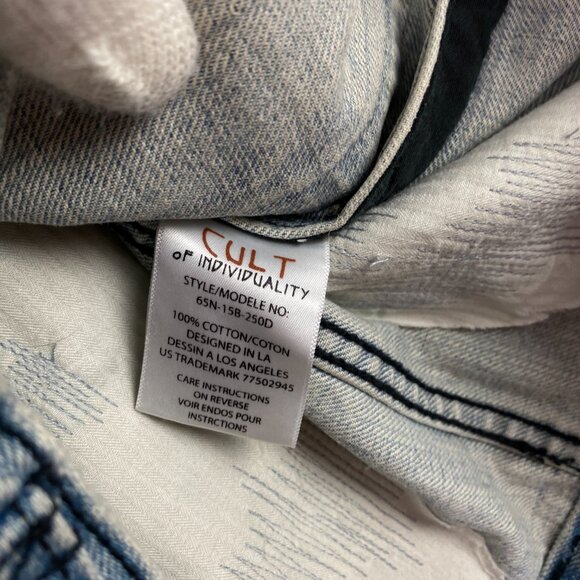 CULT
OF INDIVIDUALITY
STYLE/MODELE NO:
65N-15B-250D
100% COTTON/COTON
DESIGNED IN LA
DESSIN A LOS ANGELES
US TRADEMARK 77502945
CARE INSTRUCTIONS
ON REVERSE
VOIR ENDOS POUR
INSTRCTIONS